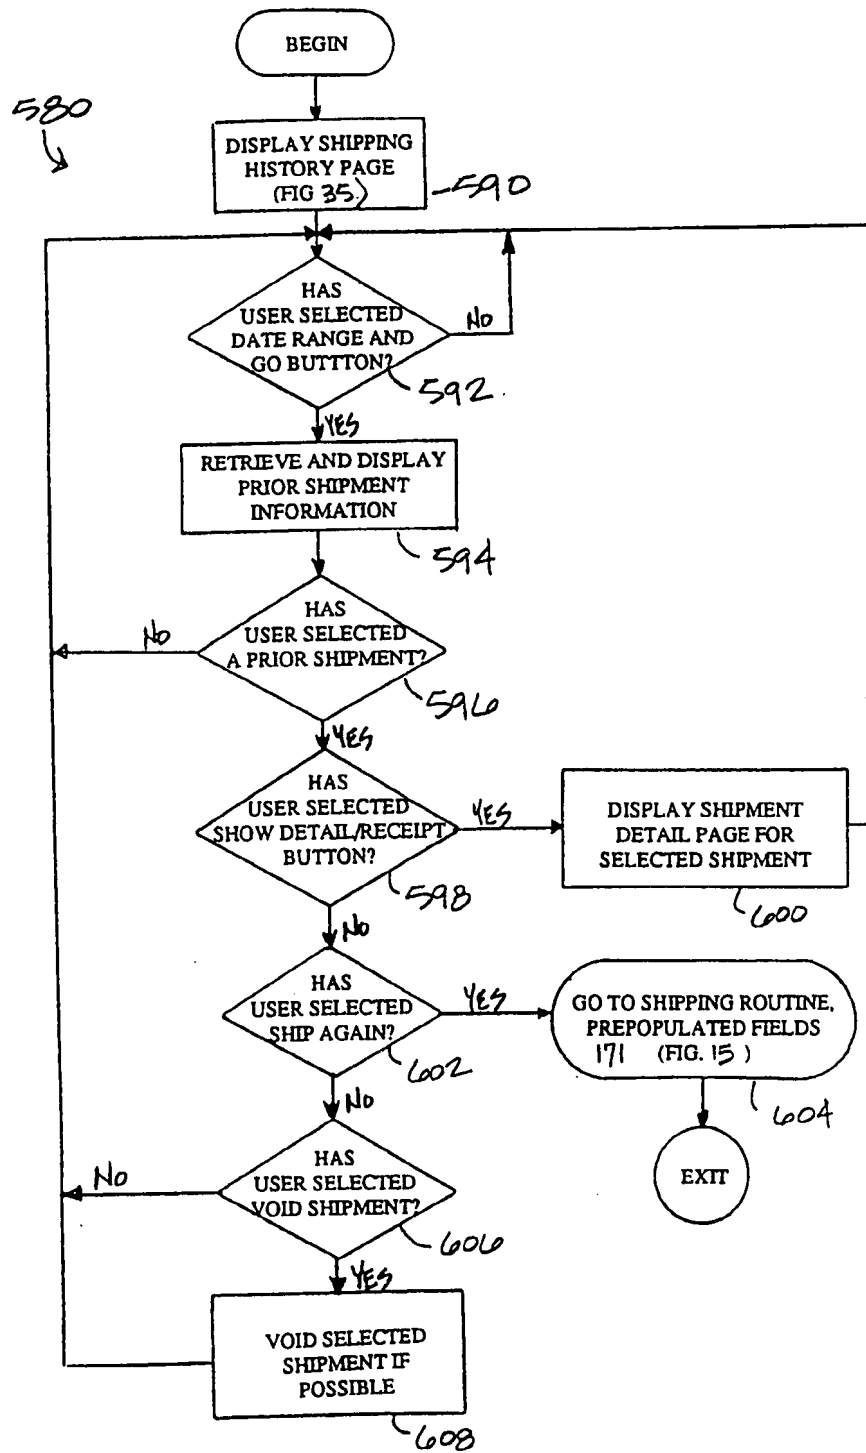 BEGIN
580
DISPLAY SHIPPING
HISTORY PAGE
(FIG 35.)
590
HAS
USER SELECTED
DATE RANGE AND
GO BUTTTON?
No
592
YES
RETRIEVE AND DISPLAY
PRIOR SHIPMENT
INFORMATION
594
HAS
USER SELECTED
A PRIOR SHIPMENT?
No
596
YES
HAS
USER SELECTED
SHOW DETAIL/RECEIPT
BUTTON?
YES
598
DISPLAY SHIPMENT
DETAIL PAGE FOR
SELECTED SHIPMENT
600
No
HAS
USER SELECTED
SHIP AGAIN?
YES
602
GO TO SHIPPING ROUTINE,
PREPOPULATED FIELDS
171 (FIG. 15 )
604
EXIT
No
HAS
USER SELECTED
VOID SHIPMENT?
No
606
YES
VOID SELECTED
SHIPMENT IF
POSSIBLE
608